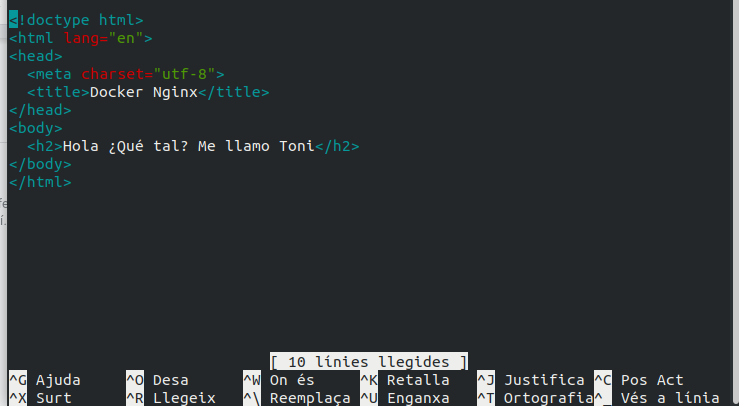 <!doctype html>
<html lang="en">
<head>
  <meta charset="utf-8">
  <title>Docker Nginx</title>
</head>
<body>
  <h2>Hola ¿Qué tal? Me llamo Toni</h2>
</body>
</html>
[ 10 línies llegides ]
^G Ajuda ^O Desa ^W On és ^K Retalla ^J Justifica ^C Pos Act
^X Surt ^R Llegeix ^\ Reemplaça ^U Enganxa ^T Ortografia ^_ Vés a línia